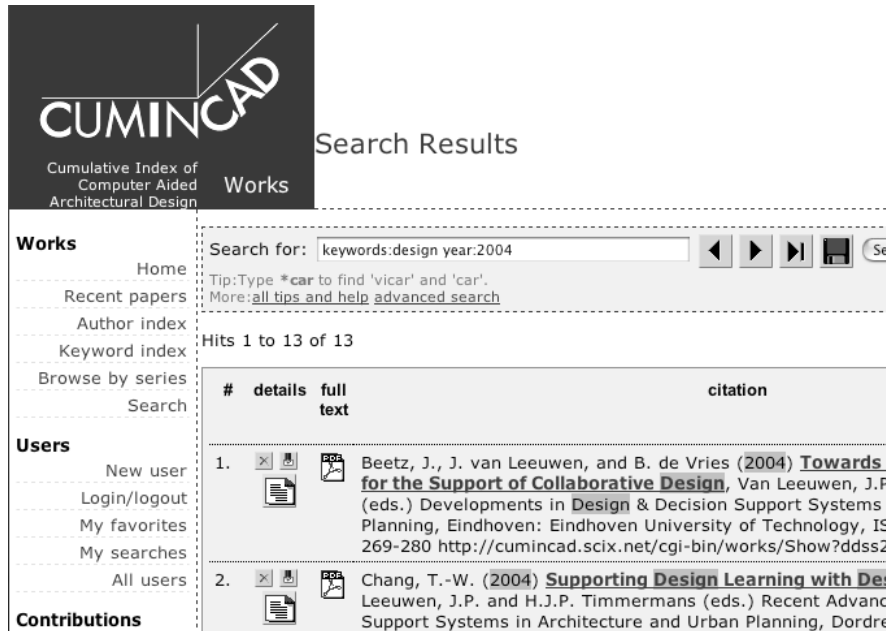 CUMINCAD
Cumulative Index of
Computer Aided
Architectural Design
Works
Search Results
Works
Home
Recent papers
Author index
Keyword index
Browse by series
Search
Users
New user
Login/logout
My favorites
My searches
All users
Contributions
Search for: keywords:design year:2004
Tip:Type *car to find 'vicar' and 'car'.
More:all tips and help advanced search
Hits 1 to 13 of 13
# details full text citation
1. PDF Beetz, J., J. van Leeuwen, and B. de Vries (2004) Towards
for the Support of Collaborative Design, Van Leeuwen, J.P
(eds.) Developments in Design & Decision Support Systems
Planning, Eindhoven: Eindhoven University of Technology, IS
269-280 http://cumincad.scix.net/cgi-bin/works/Show?ddss2
2. PDF Chang, T.-W. (2004) Supporting Design Learning with Des
Leeuwen, J.P. and H.J.P. Timmermans (eds.) Recent Advanc
Support Systems in Architecture and Urban Planning, Dordre